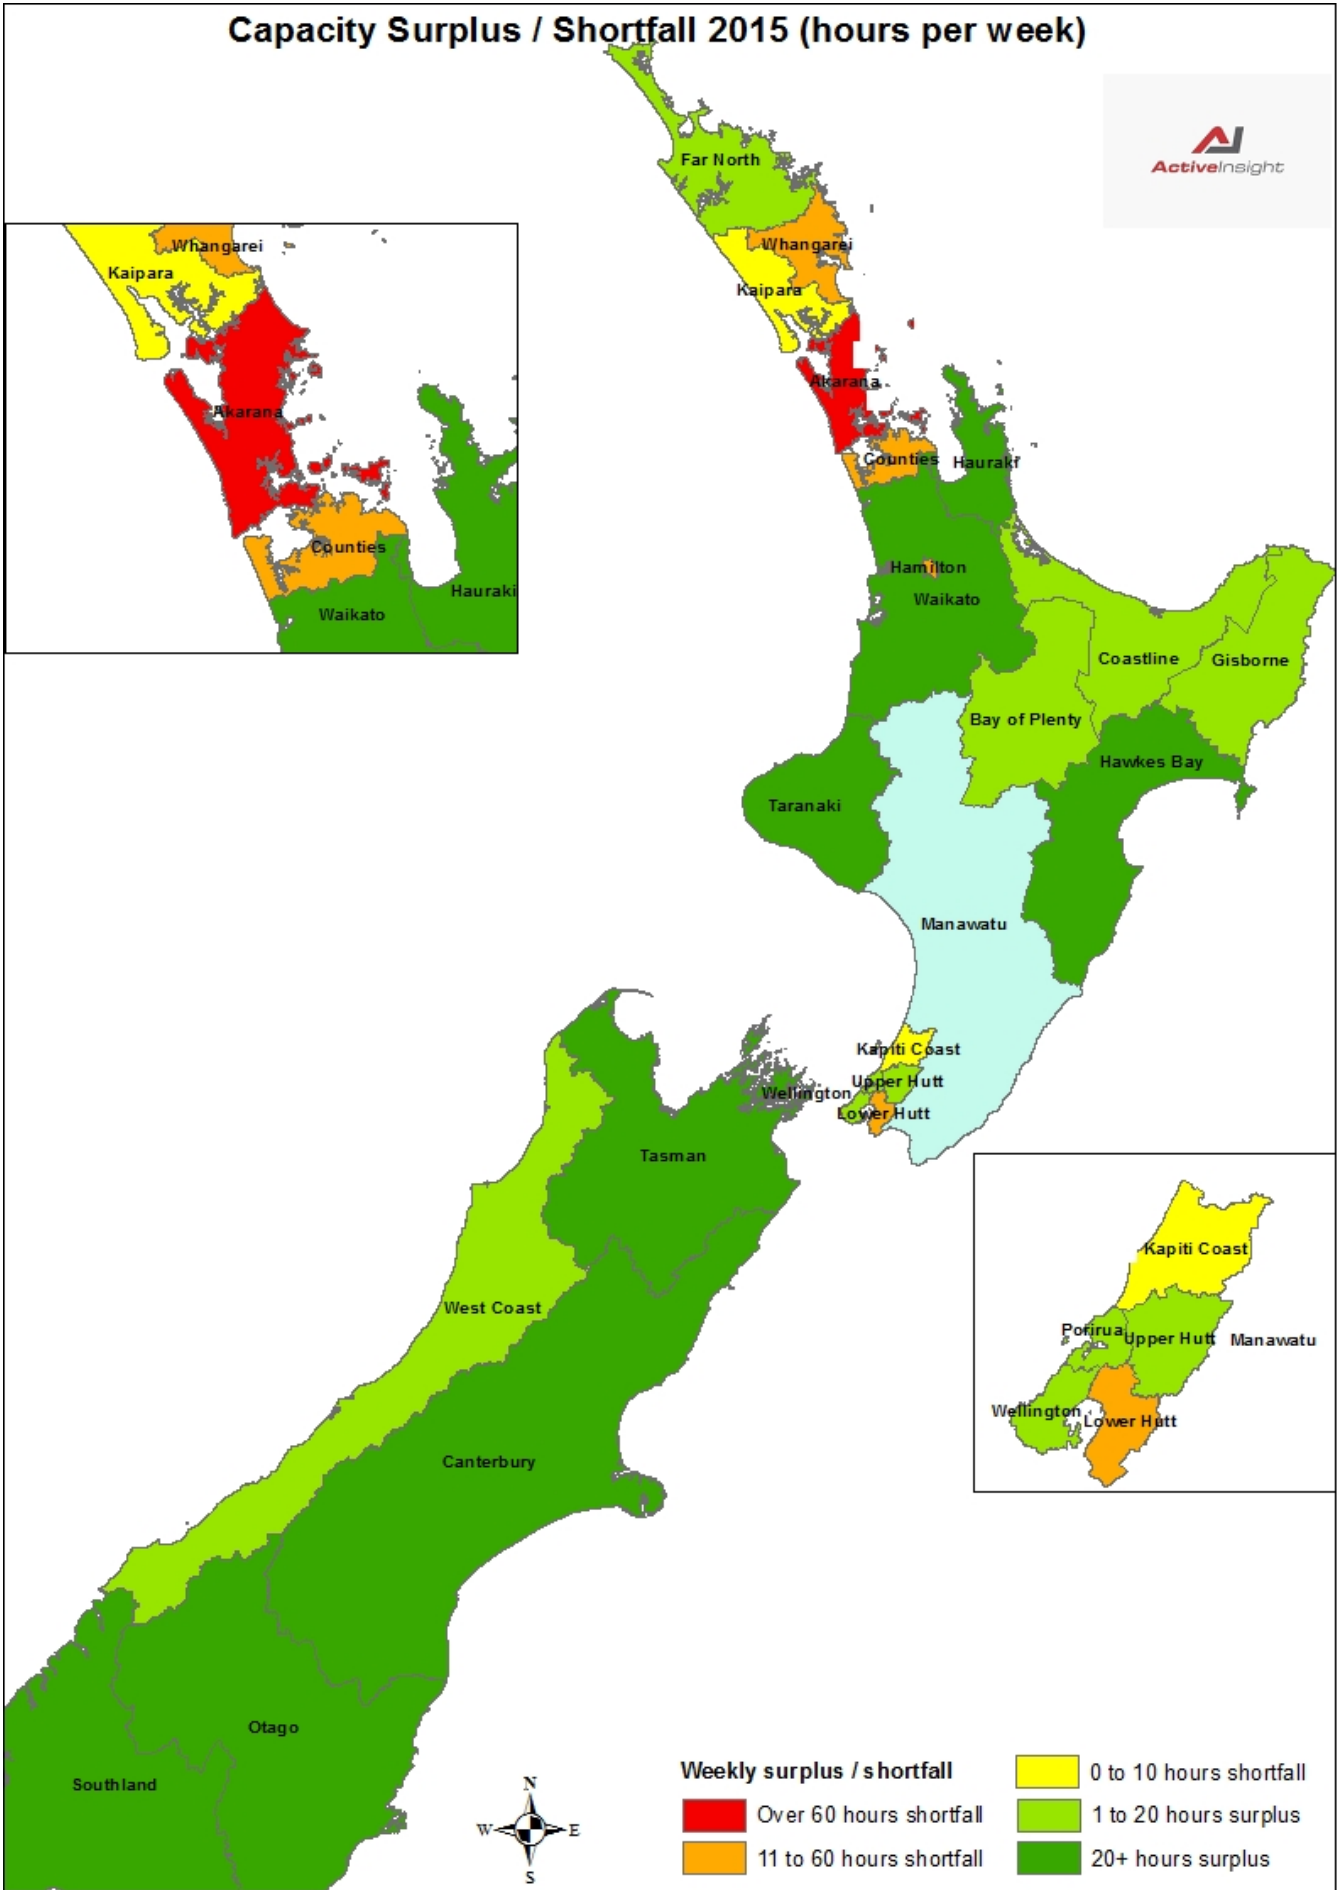 Capacity Surplus / Shortfall 2015 (hours per week)
ActiveInsight
Far North
Whangarei
Kaipara
Akarana
Counties
Haurakf
Hamilton
Waikato
Coastline
Gisborne
Bay of Plenty
Hawkes Bay
Taranaki
Manawatu
Kapiti Coast
Upper Hutt
Wellington
Lower Hutt
Tasman
West Coast
Canterbury
Otago
Southland
Whangarei
Kaipara
Akarana
Counties
Hauraki
Waikato
Kapiti Coast
Porirua
Upper Hutt
Manawatu
Wellington
Lower Hutt
N
W
E
S
Weekly surplus / shortfall
Over 60 hours shortfall
11 to 60 hours shortfall
0 to 10 hours shortfall
1 to 20 hours surplus
20+ hours surplus